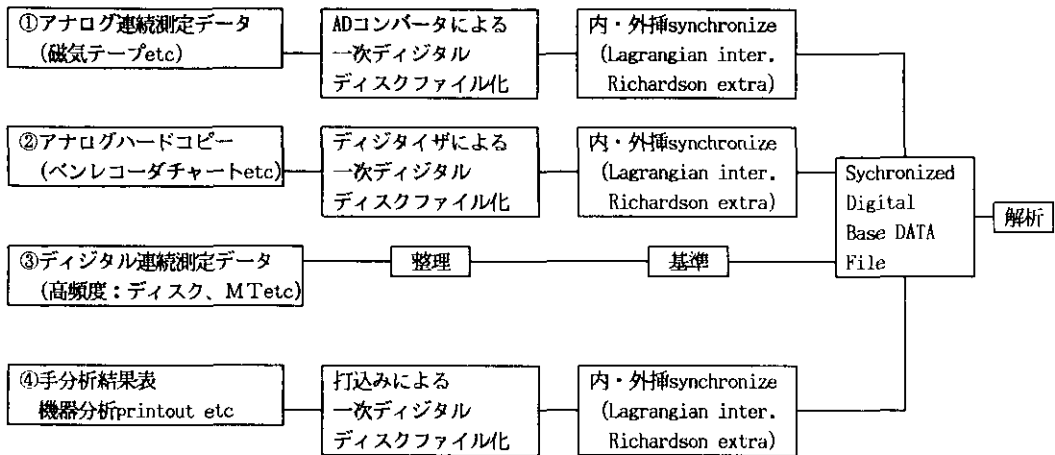 ①アナログ連続測定データ
(磁気テープetc)
ADコンバータによる
一次ディジタル
ディスクファイル化
内・外挿synchronize
(Lagrangian inter.
Richardson extra)
②アナログハードコピー
(ペンレコーダチャートetc)
ディジタイザによる
一次ディジタル
ディスクファイル化
内・外挿synchronize
(Lagrangian inter.
Richardson extra)
③ディジタル連続測定データ
(高頻度：ディスク、MTetc)
整理
基準
④手分析結果表
機器分析printout etc
打込みによる
一次ディジタル
ディスクファイル化
内・外挿synchronize
(Lagrangian inter.
Richardson extra)
Sychronized
Digital
Base DATA
File
解析